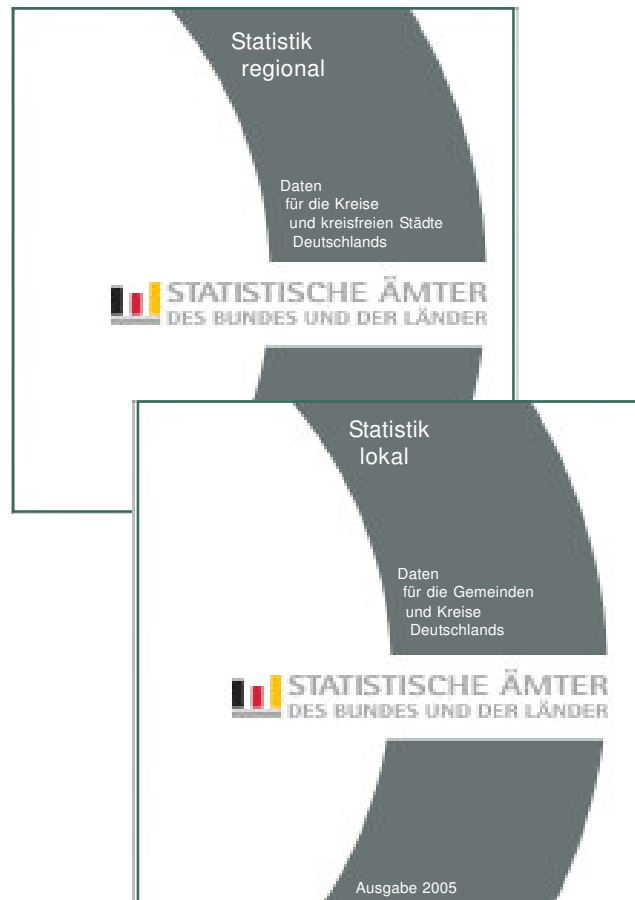 Statistik
regional
Daten
für die Kreise
und kreisfreien Städte
Deutschlands
STATISTISCHE ÄMTER
DES BUNDES UND DER LÄNDER
Statistik
lokal
Daten
für die Gemeinden
und Kreise
Deutschlands
STATISTISCHE ÄMTER
DES BUNDES UND DER LÄNDER
Ausgabe 2005